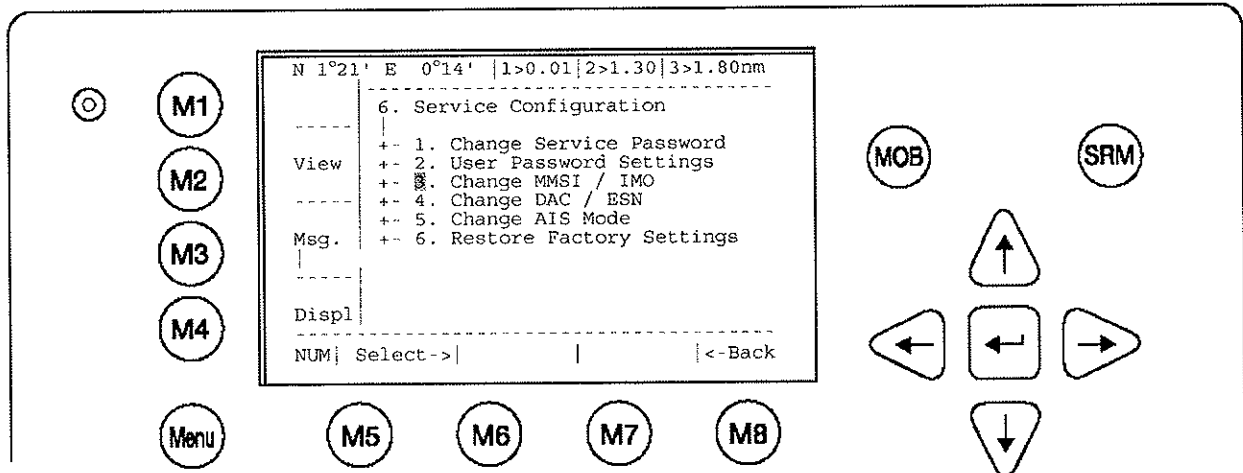 N 1°21' E 0°14' |1>0.01|2>1.30|3>1.80nm
6. Service Configuration
+- 1. Change Service Password
View
+- 2. User Password Settings
+- 3. Change MMSI / IMO
+- 4. Change DAC / ESN
+- 5. Change AIS Mode
Msg.
+- 6. Restore Factory Settings
Displ
NUM| Select->| | |<-Back
M1
M2
M3
M4
Menu
M5
M6
M7
M8
MOB
SRM